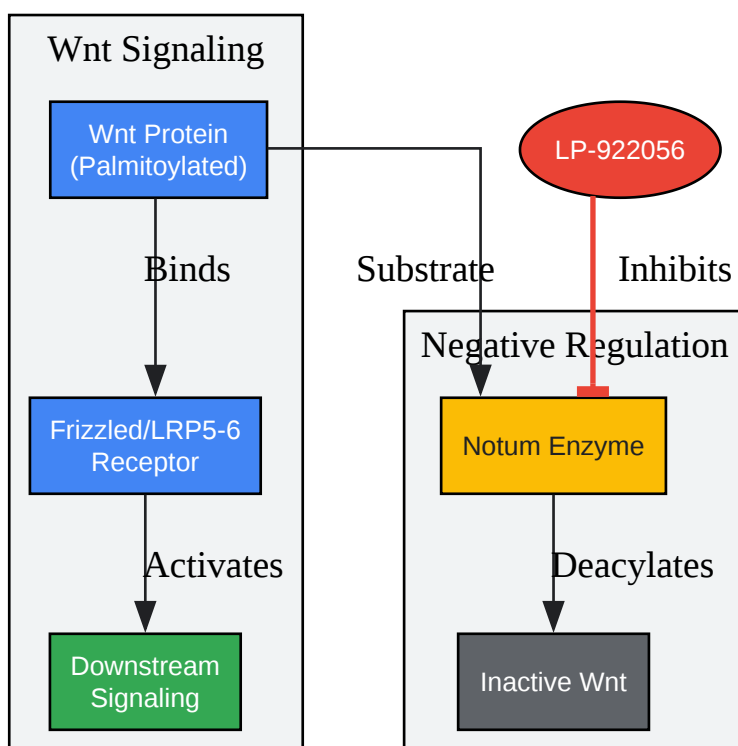 Wnt Signaling
Wnt Protein
(Palmitoylated)
LP-922056
Binds
Substrate
Inhibits
Negative Regulation
Frizzled/LRP5-6
Receptor
Notum Enzyme
Activates
Deacylates
Downstream
Signaling
Inactive Wnt